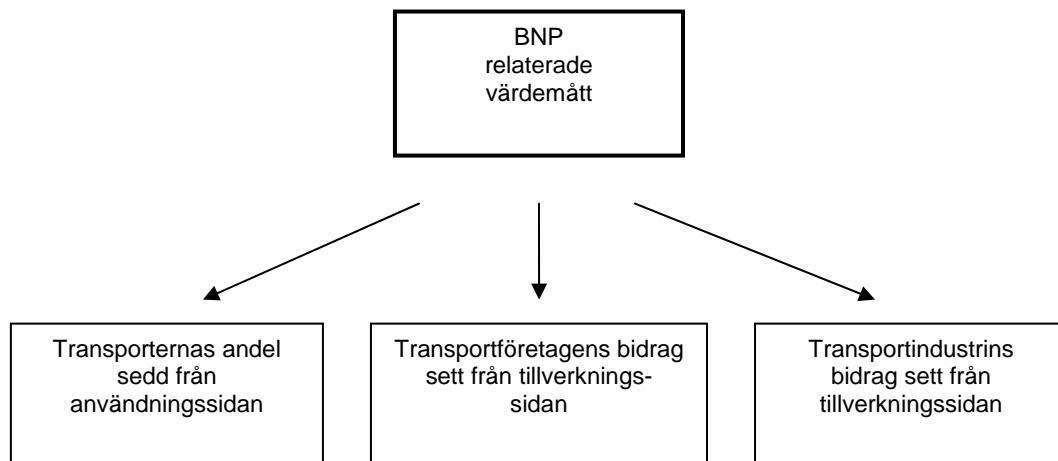 BNP
relaterade
värdemått
Transporternas andel
sedd från
användningssidan
Transportföretagens bidrag
sett från tillverknings-
sidan
Transportindustrins
bidrag sett från
tillverkningssidan